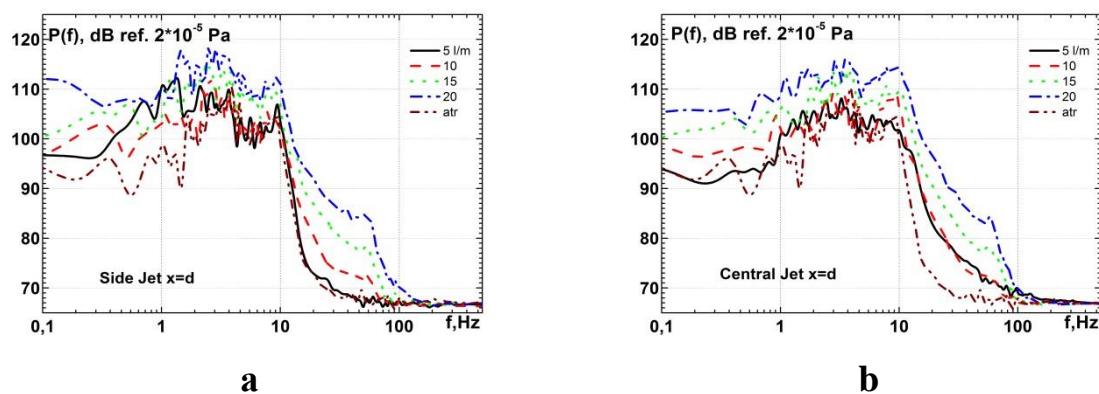 P(f), dB ref. 2*10⁻⁵ Pa
120
110
100
90
80
70
5 l/m
10
15
20
atr
Side Jet x=d
0,1
1
10
100
f,Hz
a
P(f), dB ref. 2*10⁻⁵ Pa
120
110
100
90
80
70
5 l/m
10
15
20
atr
Central Jet x=d
0,1
1
10
100
f,Hz
b